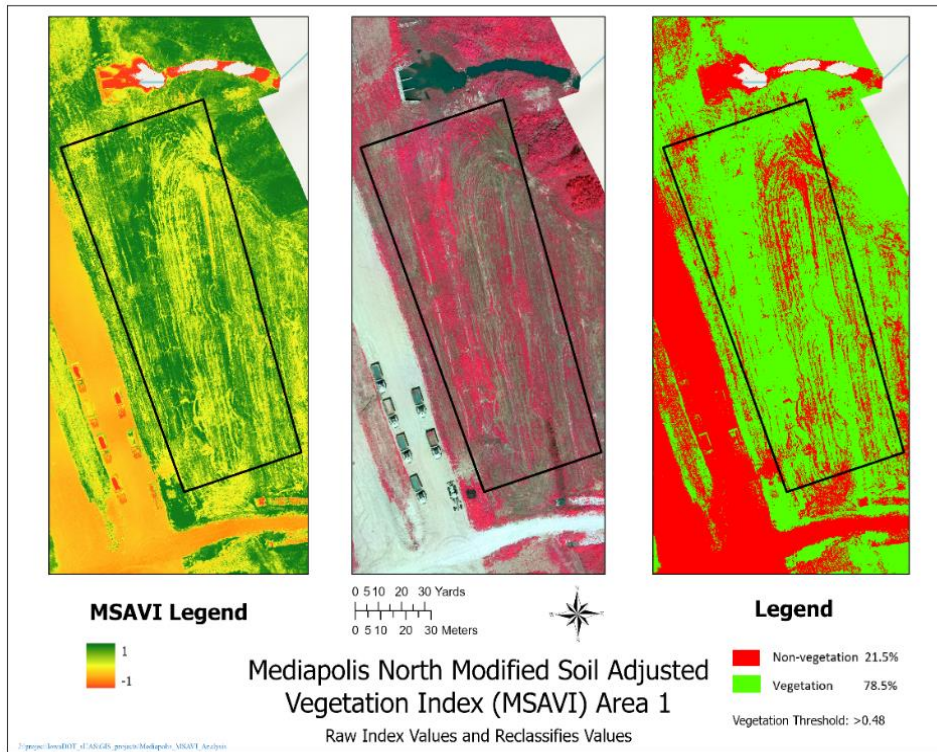 MSAVI Legend
1
-1
0 5 10 20 30 Yards
0 5 10 20 30 Meters
Legend
Non-vegetation 21.5%
Vegetation 78.5%
Vegetation Threshold: >0.48
Mediapolis North Modified Soil Adjusted
Vegetation Index (MSAVI) Area 1
Raw Index Values and Reclassifies Values